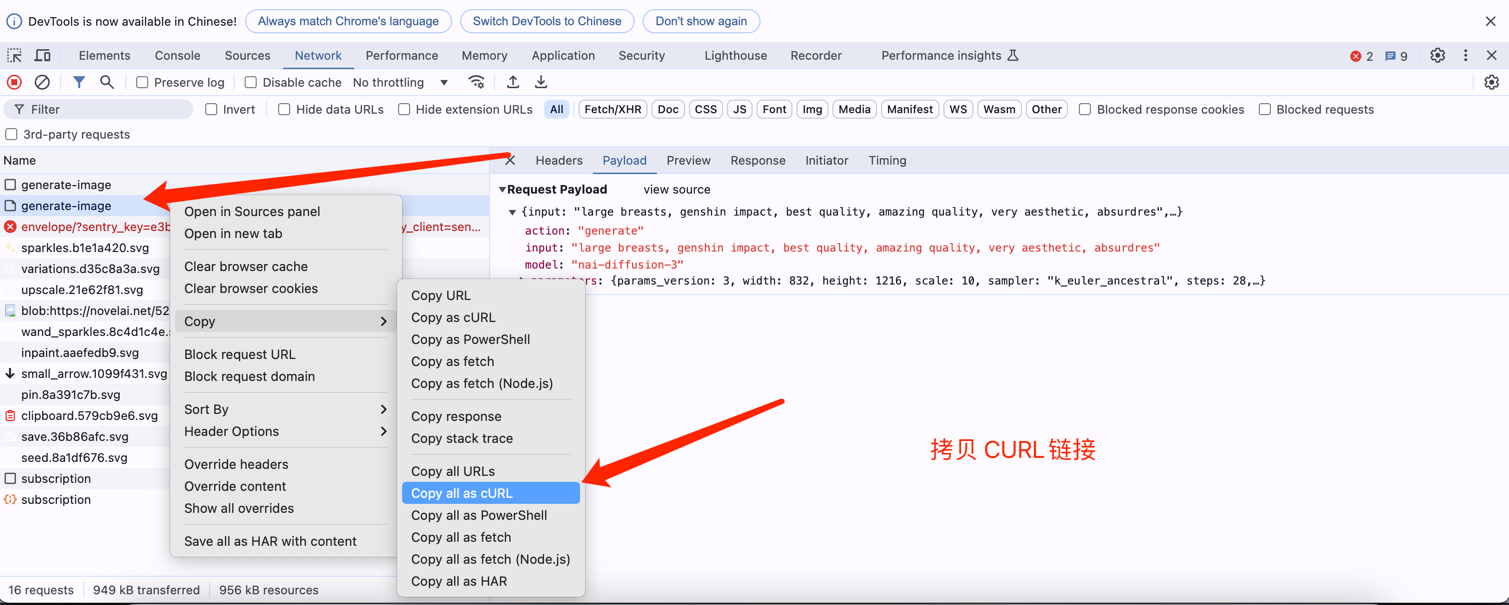 DevTools is now available in Chinese! Always match Chrome's language Switch DevTools to Chinese Don't show again
Elements Console Sources Network Performance Memory Application Security Lighthouse Recorder Performance insights 2 9
Preserve log Disable cache No throttling
Filter Invert Hide data URLs Hide extension URLs All Fetch/XHR Doc CSS JS Font Img Media Manifest WS Wasm Other Blocked response cookies Blocked requests
3rd-party requests
Name
generate-image
generate-image
envelope/?sentry_key=e3b
y_client=sen...
sparkles.b1e1a420.svg
variations.d35c8a3a.svg
upscale.21e62f81.svg
blob:https://novelai.net/52
wand_sparkles.8c4d1c4e.
inpaint.aaefedb9.svg
small_arrow.1099f431.svg
pin.8a391c7b.svg
clipboard.579cb9e6.svg
save.36b86afc.svg
seed.8a1df676.svg
subscription
subscription
16 requests 949 kB transferred 956 kB resources
Open in Sources panel
Open in new tab
Clear browser cache
Clear browser cookies
Copy
Block request URL
Block request domain
Sort By
Header Options
Override headers
Override content
Show all overrides
Save all as HAR with content
Copy URL
Copy as cURL
Copy as PowerShell
Copy as fetch
Copy as fetch (Node.js)
Copy response
Copy stack trace
Copy all URLs
Copy all as cURL
Copy all as PowerShell
Copy all as fetch
Copy all as fetch (Node.js)
Copy all as HAR
Headers Payload Preview Response Initiator Timing
Request Payload view source
{input: "large breasts, genshin impact, best quality, amazing quality, very aesthetic, absurdres",…}
action: "generate"
input: "large breasts, genshin impact, best quality, amazing quality, very aesthetic, absurdres"
model: "nai-diffusion-3"
parameters: {params_version: 3, width: 832, height: 1216, scale: 10, sampler: "k_euler_ancestral", steps: 28,…}
拷贝 CURL 链接